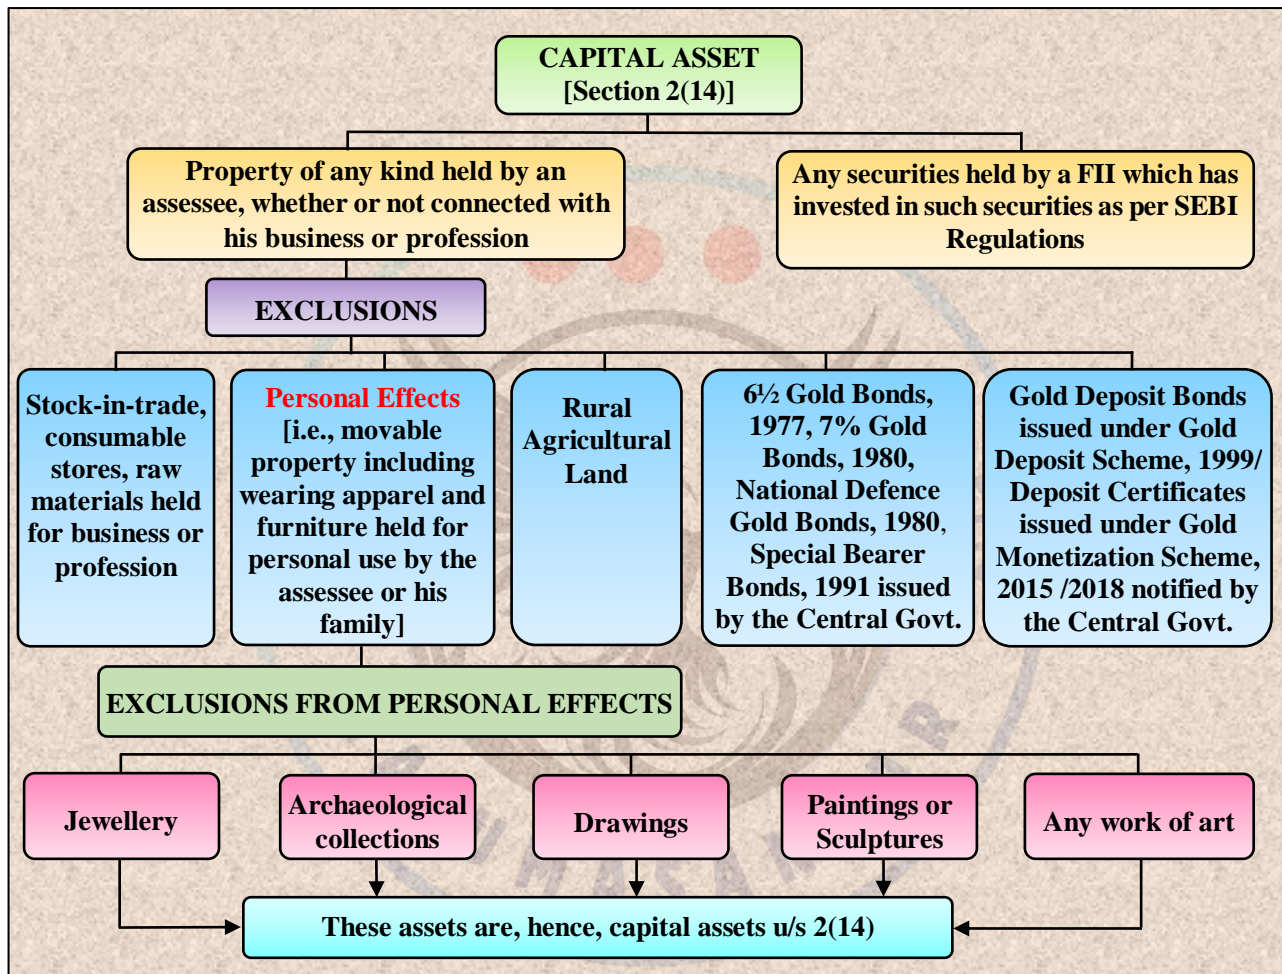 CAPITAL ASSET
[Section 2(14)]
Property of any kind held by an
assessee, whether or not connected with
his business or profession
Any securities held by a FII which has
invested in such securities as per SEBI
Regulations
EXCLUSIONS
Stock-in-trade,
consumable
stores, raw
materials held
for business or
profession
Personal Effects
[i.e., movable
property including
wearing apparel and
furniture held for
personal use by the
assessee or his
family]
Rural
Agricultural
Land
6½ Gold Bonds,
1977, 7% Gold
Bonds, 1980,
National Defence
Gold Bonds, 1980,
Special Bearer
Bonds, 1991 issued
by the Central Govt.
Gold Deposit Bonds
issued under Gold
Deposit Scheme, 1999/
Deposit Certificates
issued under Gold
Monetization Scheme,
2015 /2018 notified by
the Central Govt.
EXCLUSIONS FROM PERSONAL EFFECTS
Jewellery
Archaeological
collections
Drawings
Paintings or
Sculptures
Any work of art
These assets are, hence, capital assets u/s 2(14)